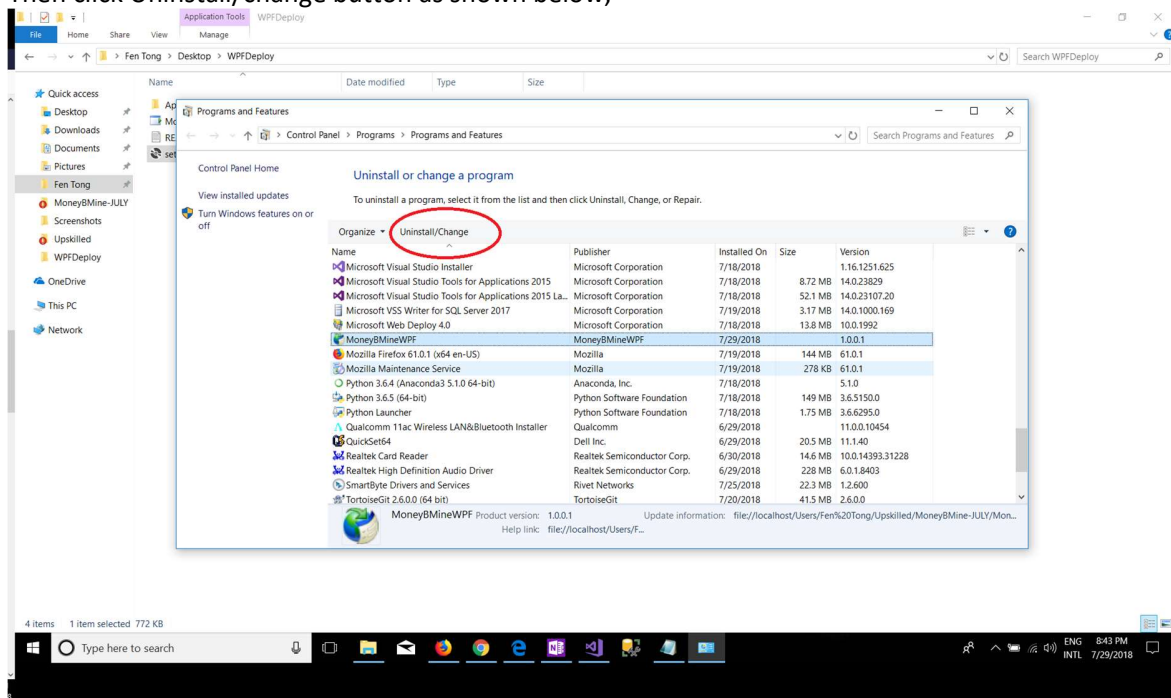 Then click Uninstall/change button as shown below,
Application Tools WPFDeploy
File Home Share View Manage
Fen Tong > Desktop > WPFDeploy
Search WPFDeploy
Name Date modified Type Size
Quick access
Desktop
Downloads
Documents
Pictures
Fen Tong
MoneyBMine-JULY
Screenshots
Upskilled
WPFDeploy
OneDrive
This PC
Network
Ap
Mo
RE
set
Programs and Features
Control Panel > Programs > Programs and Features
Search Programs and Features
Control Panel Home
View installed updates
Turn Windows features on or
off
Uninstall or change a program
To uninstall a program, select it from the list and then click Uninstall, Change, or Repair.
Organize Uninstall/Change
Name Publisher Installed On Size Version
Microsoft Visual Studio Installer Microsoft Corporation 7/18/2018 1.16.1251.625
Microsoft Visual Studio Tools for Applications 2015 Microsoft Corporation 7/18/2018 8.72 MB 14.0.23829
Microsoft Visual Studio Tools for Applications 2015 La... Microsoft Corporation 7/18/2018 52.1 MB 14.0.23107.20
Microsoft VSS Writer for SQL Server 2017 Microsoft Corporation 7/19/2018 3.17 MB 14.0.1000.169
Microsoft Web Deploy 4.0 Microsoft Corporation 7/18/2018 13.8 MB 10.0.1992
MoneyBMineWPF MoneyBMineWPF 7/29/2018 1.0.0.1
Mozilla Firefox 61.0.1 (x64 en-US) Mozilla 7/19/2018 144 MB 61.0.1
Mozilla Maintenance Service Mozilla 7/19/2018 278 KB 61.0.1
Python 3.6.4 (Anaconda3 5.1.0 64-bit) Anaconda, Inc. 7/18/2018 5.1.0
Python 3.6.5 (64-bit) Python Software Foundation 7/18/2018 149 MB 3.6.5150.0
Python Launcher Python Software Foundation 7/18/2018 1.75 MB 3.6.6295.0
Qualcomm 11ac Wireless LAN&Bluetooth Installer Qualcomm 6/29/2018 11.0.0.10454
QuickSet64 Dell Inc. 6/29/2018 20.5 MB 11.1.40
Realtek Card Reader Realtek Semiconductor Corp. 6/30/2018 14.6 MB 10.0.14393.31228
Realtek High Definition Audio Driver Realtek Semiconductor Corp. 6/29/2018 228 MB 6.0.1.8403
SmartByte Drivers and Services Rivet Networks 7/25/2018 22.3 MB 1.2.600
TortoiseGit 2.6.0.0 (64 bit) TortoiseGit 7/20/2018 41.5 MB 2.6.0.0
MoneyBMineWPF Product version: 1.0.0.1 Update information: file://localhost/Users/Fen%20Tong/Upskilled/MoneyBMine-JULY/Mon...
Help link: file://localhost/Users/F...
4 items 1 item selected 772 KB
Type here to search
ENG 8:43 PM
INTL 7/29/2018